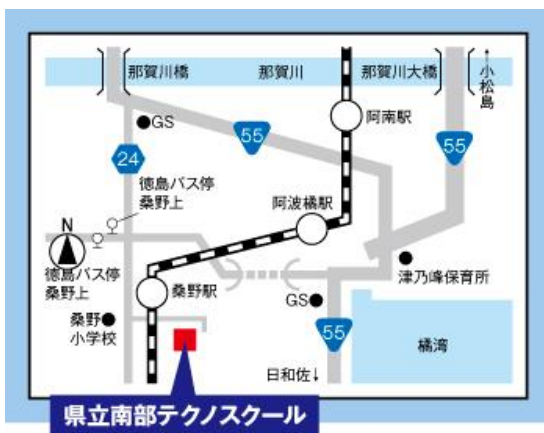 那賀川橋
那賀川
那賀川大橋
↑小松島
GS
55
阿南駅
24
55
徳島バス停
桑野上
阿波橘駅
N
徳島バス停
桑野上
桑野駅
津乃峰保育所
GS
桑野
小学校
55
橘湾
日和佐↓
県立南部テクノスクール